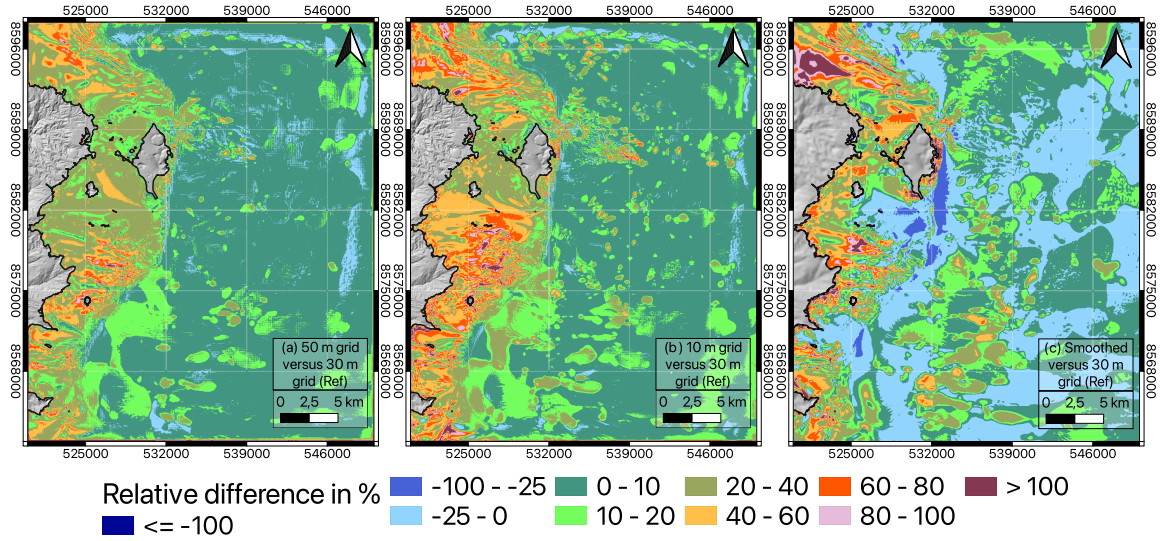 525000 532000 539000 546000
525000 532000 539000 546000
525000 532000 539000 546000
8596000
8589000
8582000
8575000
8568000
8596000
8589000
8582000
8575000
8568000
8596000
8589000
8582000
8575000
8568000
(a) 50 m grid
versus 30 m
grid (Ref)
0 2,5 5 km
(b) 10 m grid
versus 30 m
grid (Ref)
0 2,5 5 km
(c) Smoothed
versus 30 m
grid (Ref)
0 2,5 5 km
525000 532000 539000 546000
525000 532000 539000 546000
525000 532000 539000 546000
Relative difference in %
<= -100
-100 - -25
-25 - 0
0 - 10
10 - 20
20 - 40
40 - 60
60 - 80
80 - 100
> 100